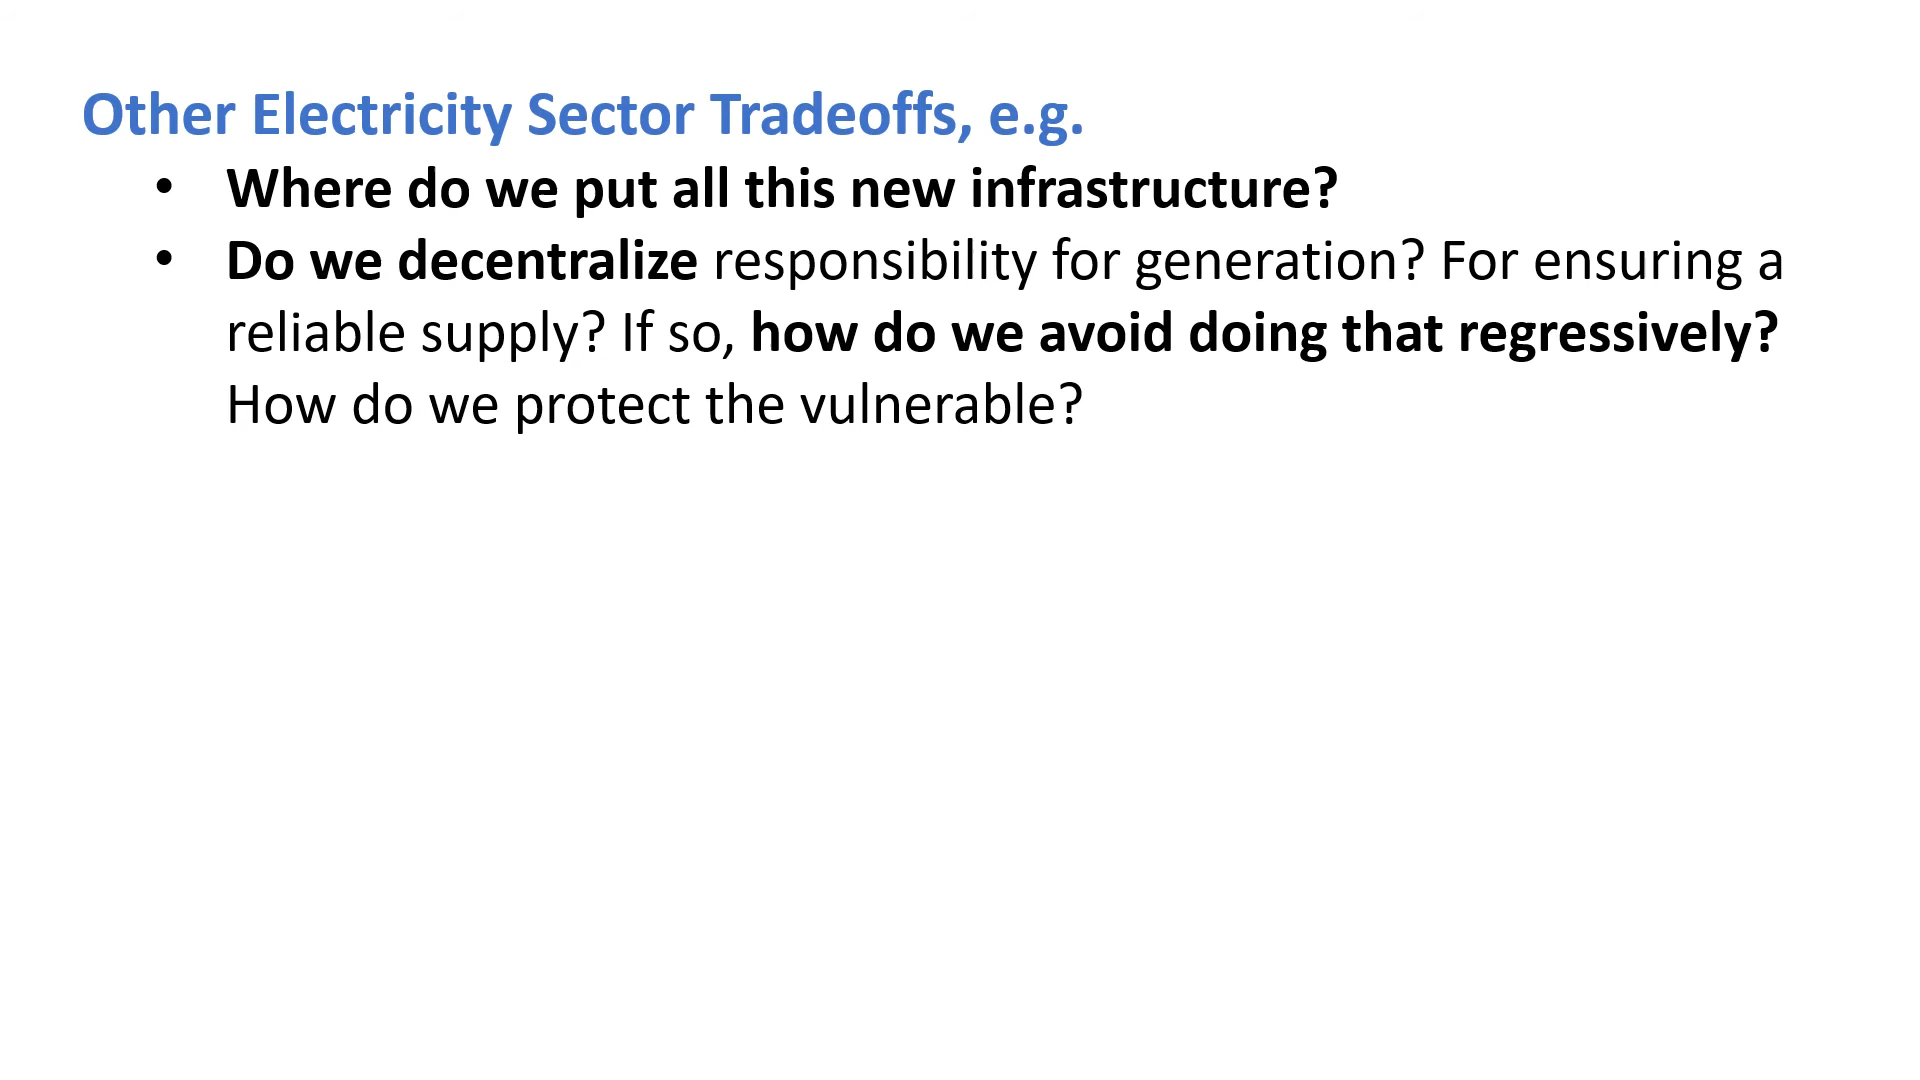 Other Electricity Sector Tradeoffs, e.g.
• Where do we put all this new infrastructure?
• Do we decentralize responsibility for generation? For ensuring a
reliable supply? If so, how do we avoid doing that regressively?
How do we protect the vulnerable?